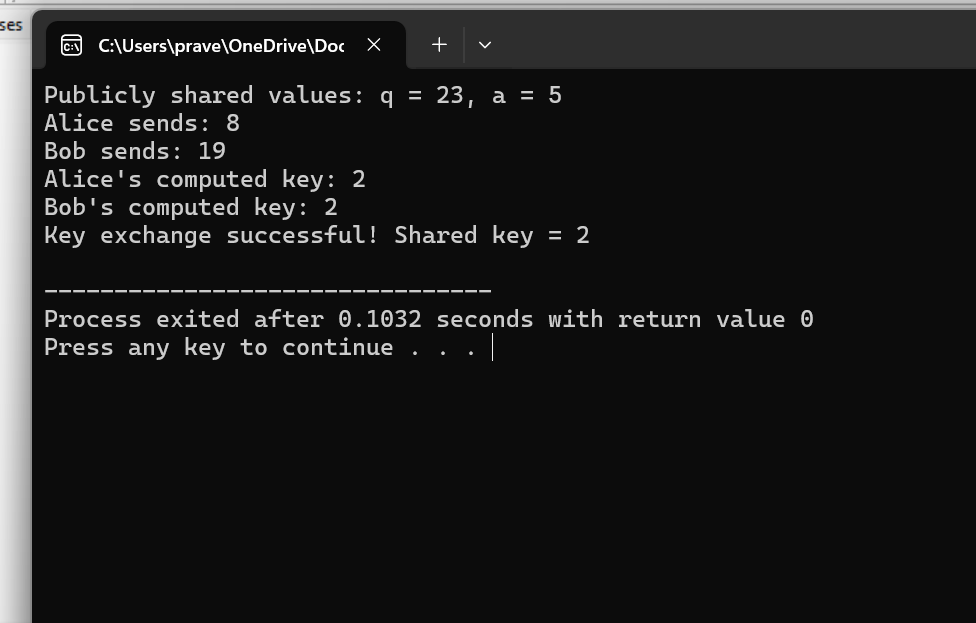 ses
C:\Users\prave\OneDrive\Doc
Publicly shared values: q = 23, a = 5
Alice sends: 8
Bob sends: 19
Alice's computed key: 2
Bob's computed key: 2
Key exchange successful! Shared key = 2
--------------------------------
Process exited after 0.1032 seconds with return value 0
Press any key to continue . . .